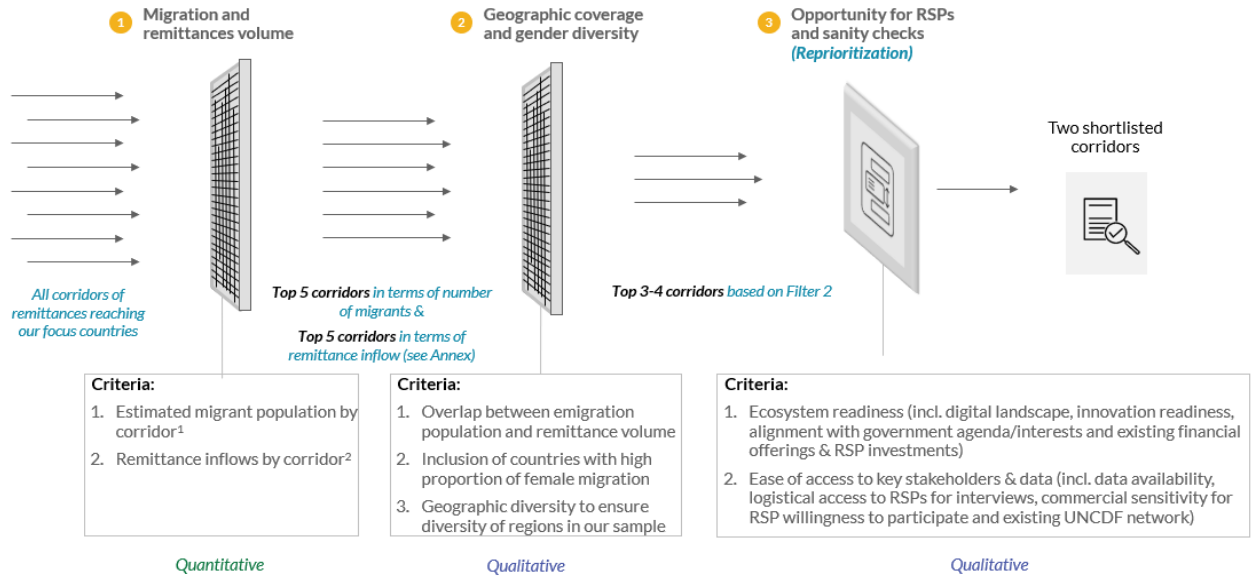 1
Migration and
remittances volume
2
Geographic coverage
and gender diversity
3
Opportunity for RSPs
and sanity checks
(Reprioritization)
Two shortlisted
corridors
All corridors of
remittances reaching
our focus countries
Top 5 corridors in terms of number
of migrants &
Top 5 corridors in terms of
remittance inflow (see Annex)
Top 3-4 corridors based on Filter 2
Criteria:
1. Estimated migrant population by
corridor¹
2. Remittance inflows by corridor²
Criteria:
1. Overlap between emigration
population and remittance volume
2. Inclusion of countries with high
proportion of female migration
3. Geographic diversity to ensure
diversity of regions in our sample
Criteria:
1. Ecosystem readiness (incl. digital landscape, innovation readiness,
alignment with government agenda/interests and existing financial
offerings & RSP investments)
2. Ease of access to key stakeholders & data (incl. data availability,
logistical access to RSPs for interviews, commercial sensitivity for
RSP willingness to participate and existing UNCDF network)
Quantitative
Qualitative
Qualitative